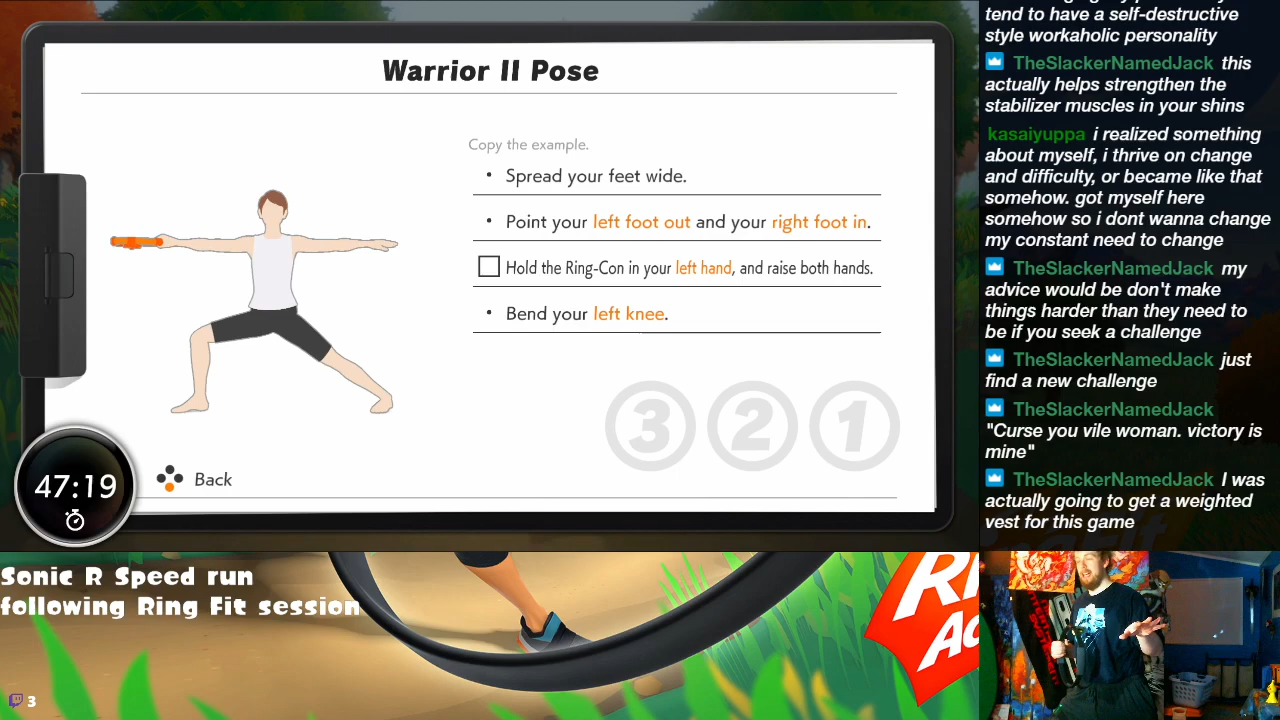 Warrior II Pose
Copy the example.
• Spread your feet wide.
• Point your left foot out and your right foot in.
Hold the Ring-Con in your left hand, and raise both hands.
• Bend your left knee.
3 2 1
47:19
Back
tend to have a self-destructive
style workaholic personality
TheSlackerNamedJack this
actually helps strengthen the
stabilizer muscles in your shins
kasaiyuppa i realized something
about myself, i thrive on change
and difficulty, or became like that
somehow. got myself here
somehow so i dont wanna change
my constant need to change
TheSlackerNamedJack my
advice would be don't make
things harder than they need to
be if you seek a challenge
TheSlackerNamedJack just
find a new challenge
TheSlackerNamedJack
"Curse you vile woman. victory is
mine"
TheSlackerNamedJack I was
actually going to get a weighted
vest for this game
Sonic R Speed run
following Ring Fit session
3